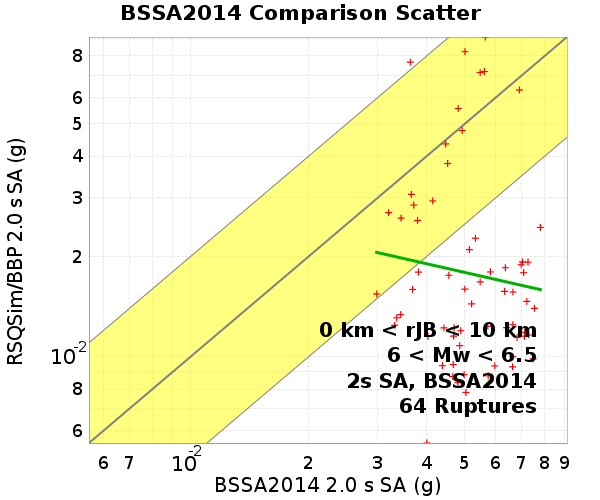 BSSA2014 Comparison Scatter
RSQSim/BBP 2.0 s SA (g)
8
6
5
4
3
2
10-2
8
6
0 km < rJB < 10 km
6 < Mw < 6.5
2s SA, BSSA2014
64 Ruptures
6 7 10-2 2 3 4 5 6 7 8 9
BSSA2014 2.0 s SA (g)